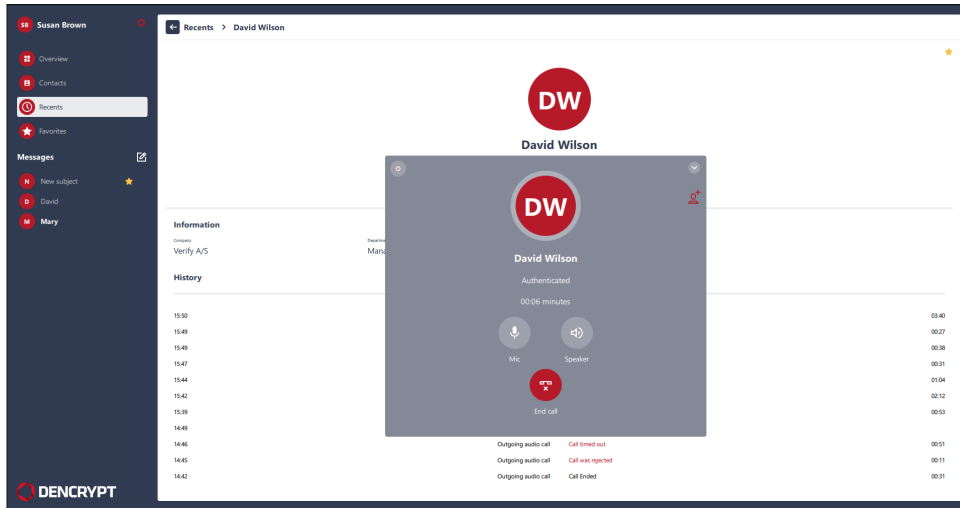 SB Susan Brown
Overview
Contacts
Recents
Favorites
Messages
N New subject
D David
M Mary
DENCRYPT
Recents > David Wilson
DW
David Wilson
Information
Company
Verify A/S
History
DW
David Wilson
Authenticated
00:06 minutes
Mic Speaker
End call
15:50 03:40
15:49 00:27
15:49 00:38
15:47 00:31
15:44 01:04
15:42 02:12
15:39 00:53
14:49
14:46 Outgoing audio call Call timed out 00:51
14:45 Outgoing audio call Call was rejected 00:11
14:42 Outgoing audio call Call Ended 00:31